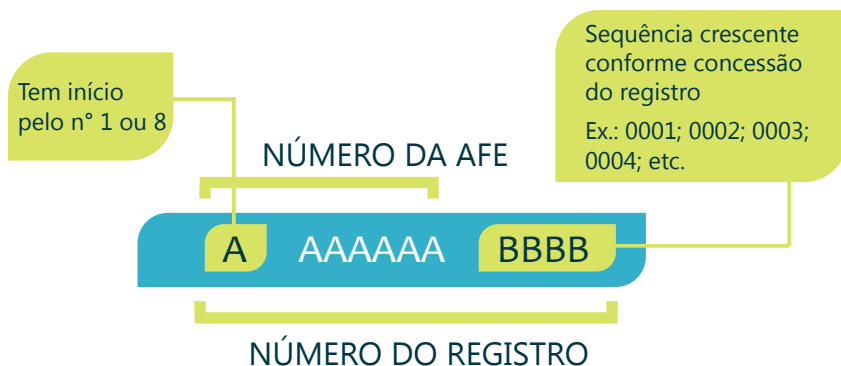 Tem início
pelo n° 1 ou 8
Sequência crescente
conforme concessão
do registro
Ex.: 0001; 0002; 0003;
0004; etc.
NÚMERO DA AFE
A AAAAAA BBBB
NÚMERO DO REGISTRO